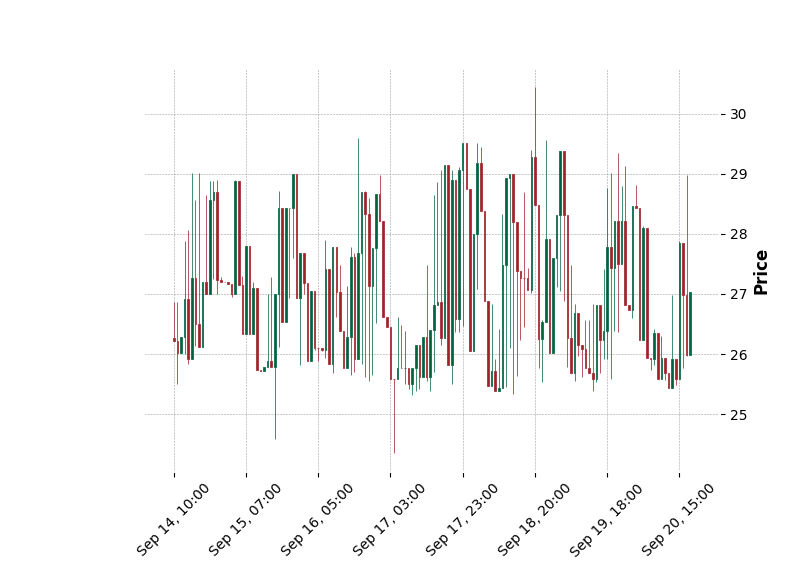 30
29
28
27
26
25
Price
Sep 14, 10:00
Sep 15, 07:00
Sep 16, 05:00
Sep 17, 03:00
Sep 17, 23:00
Sep 18, 20:00
Sep 19, 18:00
Sep 20, 15:00